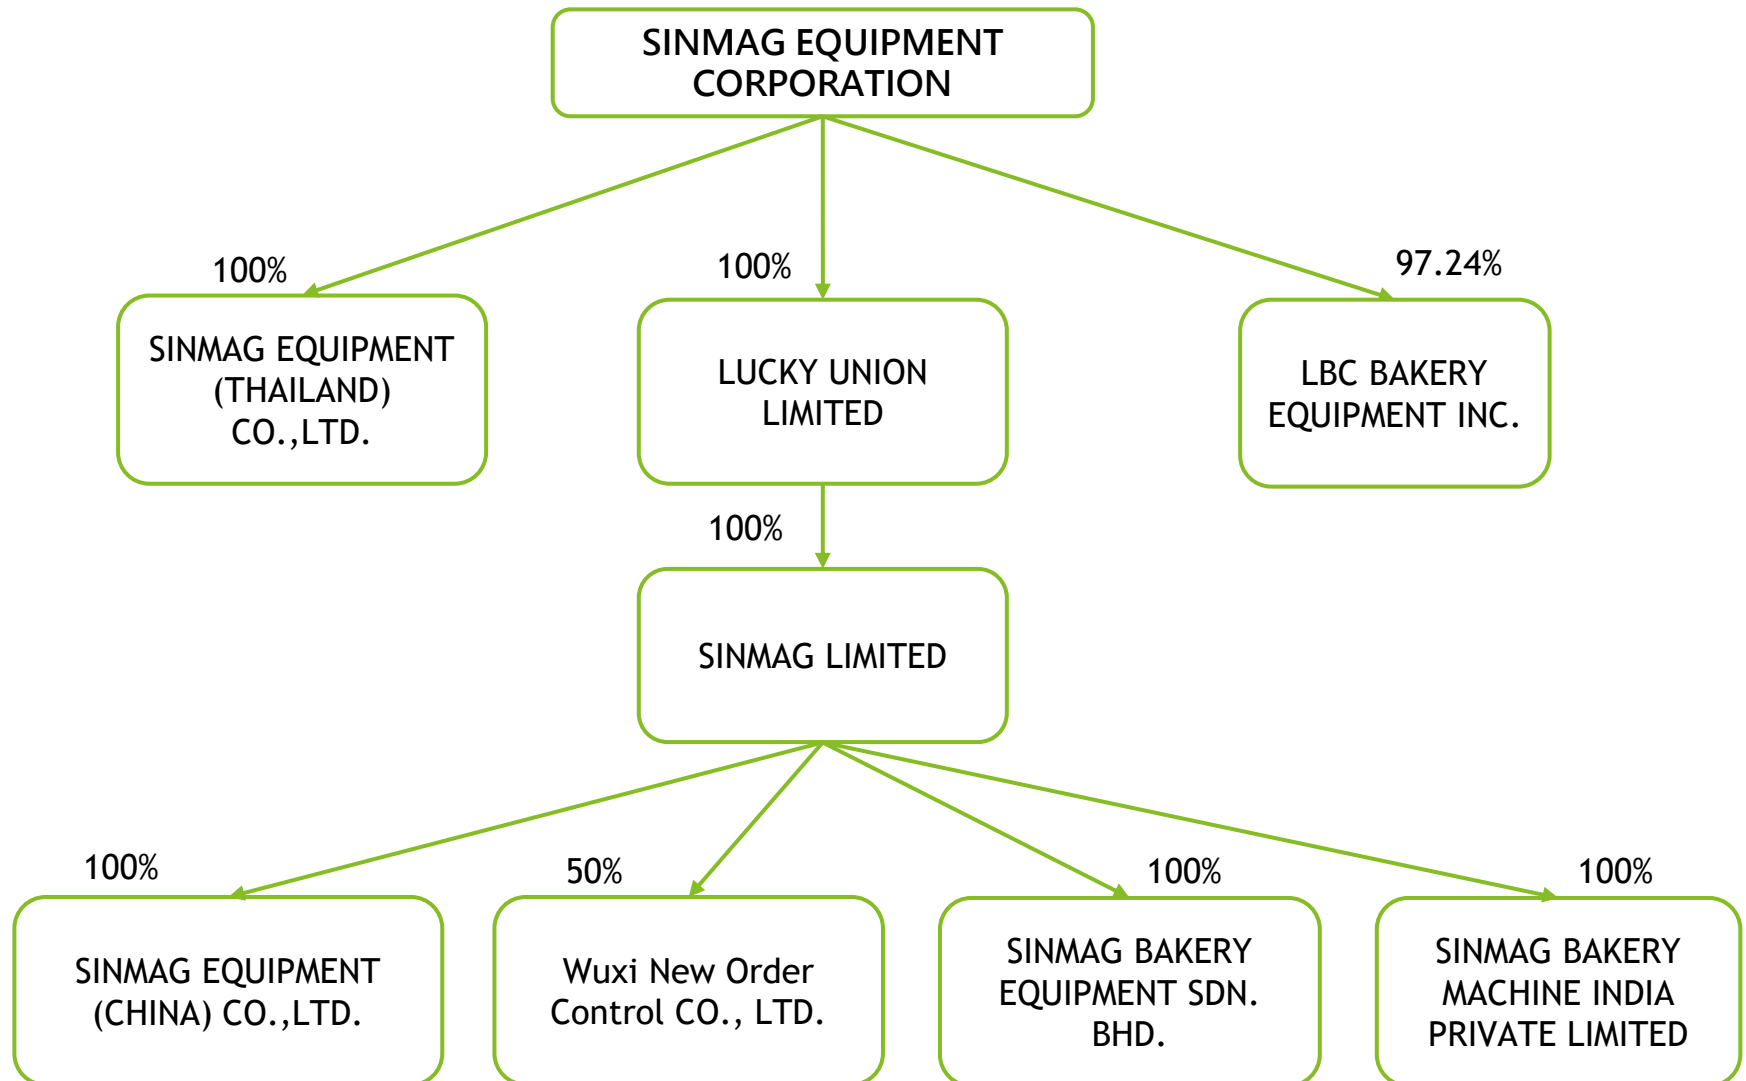 SINMAG EQUIPMENT
CORPORATION
100%
100%
97.24%
SINMAG EQUIPMENT
(THAILAND)
CO.,LTD.
LUCKY UNION
LIMITED
LBC BAKERY
EQUIPMENT INC.
100%
SINMAG LIMITED
100%
50%
100%
100%
SINMAG EQUIPMENT
(CHINA) CO.,LTD.
Wuxi New Order
Control CO., LTD.
SINMAG BAKERY
EQUIPMENT SDN.
BHD.
SINMAG BAKERY
MACHINE INDIA
PRIVATE LIMITED